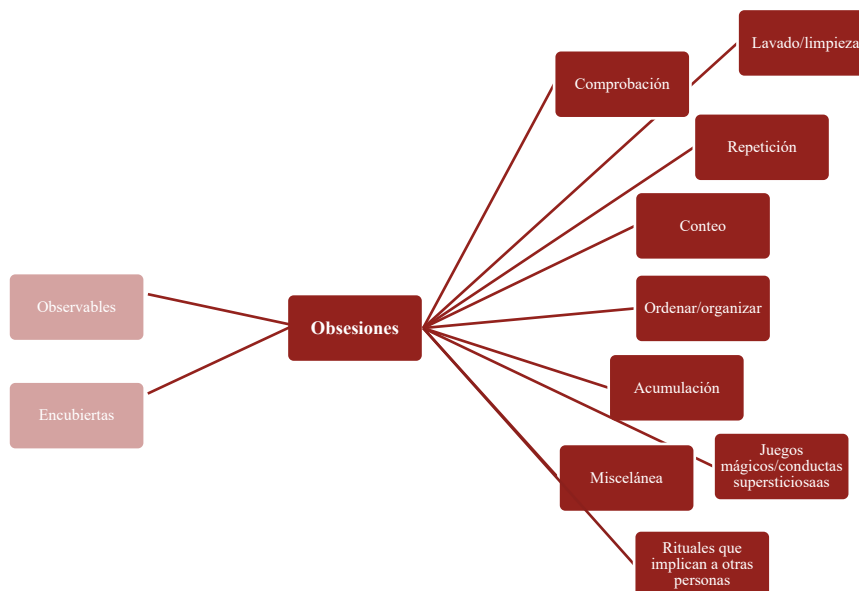 Lavado/limpieza
Comprobación
Repetición
Conteo
Observables
Obsesiones
Ordenar/organizar
Encubiertas
Acumulación
Juegos
mágicos/conductas
supersticiosaas
Miscelánea
Rituales que
implican a otras
personas